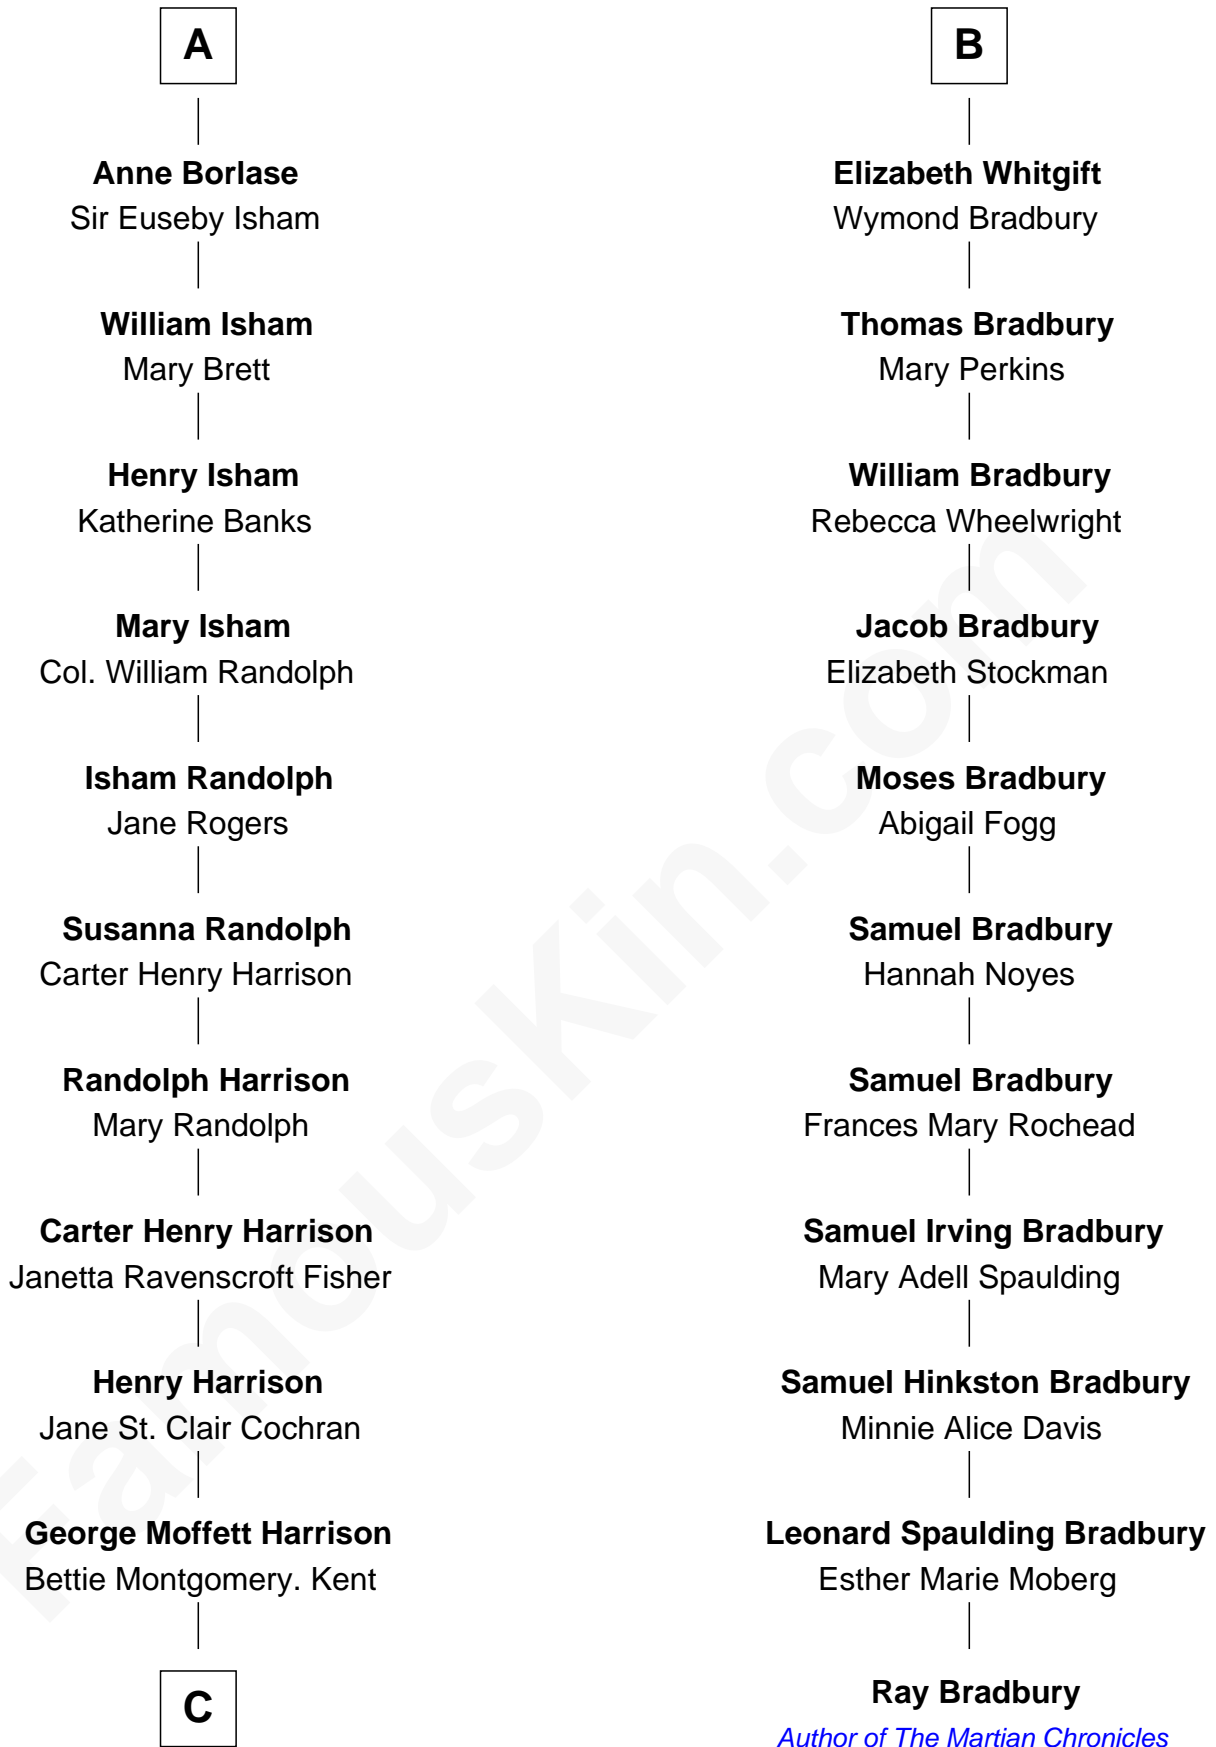 A
Anne Borlase
Sir Euseby Isham
William Isham
Mary Brett
Henry Isham
Katherine Banks
Mary Isham
Col. William Randolph
Isham Randolph
Jane Rogers
Susanna Randolph
Carter Henry Harrison
Randolph Harrison
Mary Randolph
Carter Henry Harrison
Janetta Ravenscroft Fisher
Henry Harrison
Jane St. Clair Cochran
George Moffett Harrison
Bettie Montgomery. Kent
C
B
Elizabeth Whitgift
Wymond Bradbury
Thomas Bradbury
Mary Perkins
William Bradbury
Rebecca Wheelwright
Jacob Bradbury
Elizabeth Stockman
Moses Bradbury
Abigail Fogg
Samuel Bradbury
Hannah Noyes
Samuel Bradbury
Frances Mary Rochead
Samuel Irving Bradbury
Mary Adell Spaulding
Samuel Hinkston Bradbury
Minnie Alice Davis
Leonard Spaulding Bradbury
Esther Marie Moberg
Ray Bradbury
Author of The Martian Chronicles
FamousKin.com